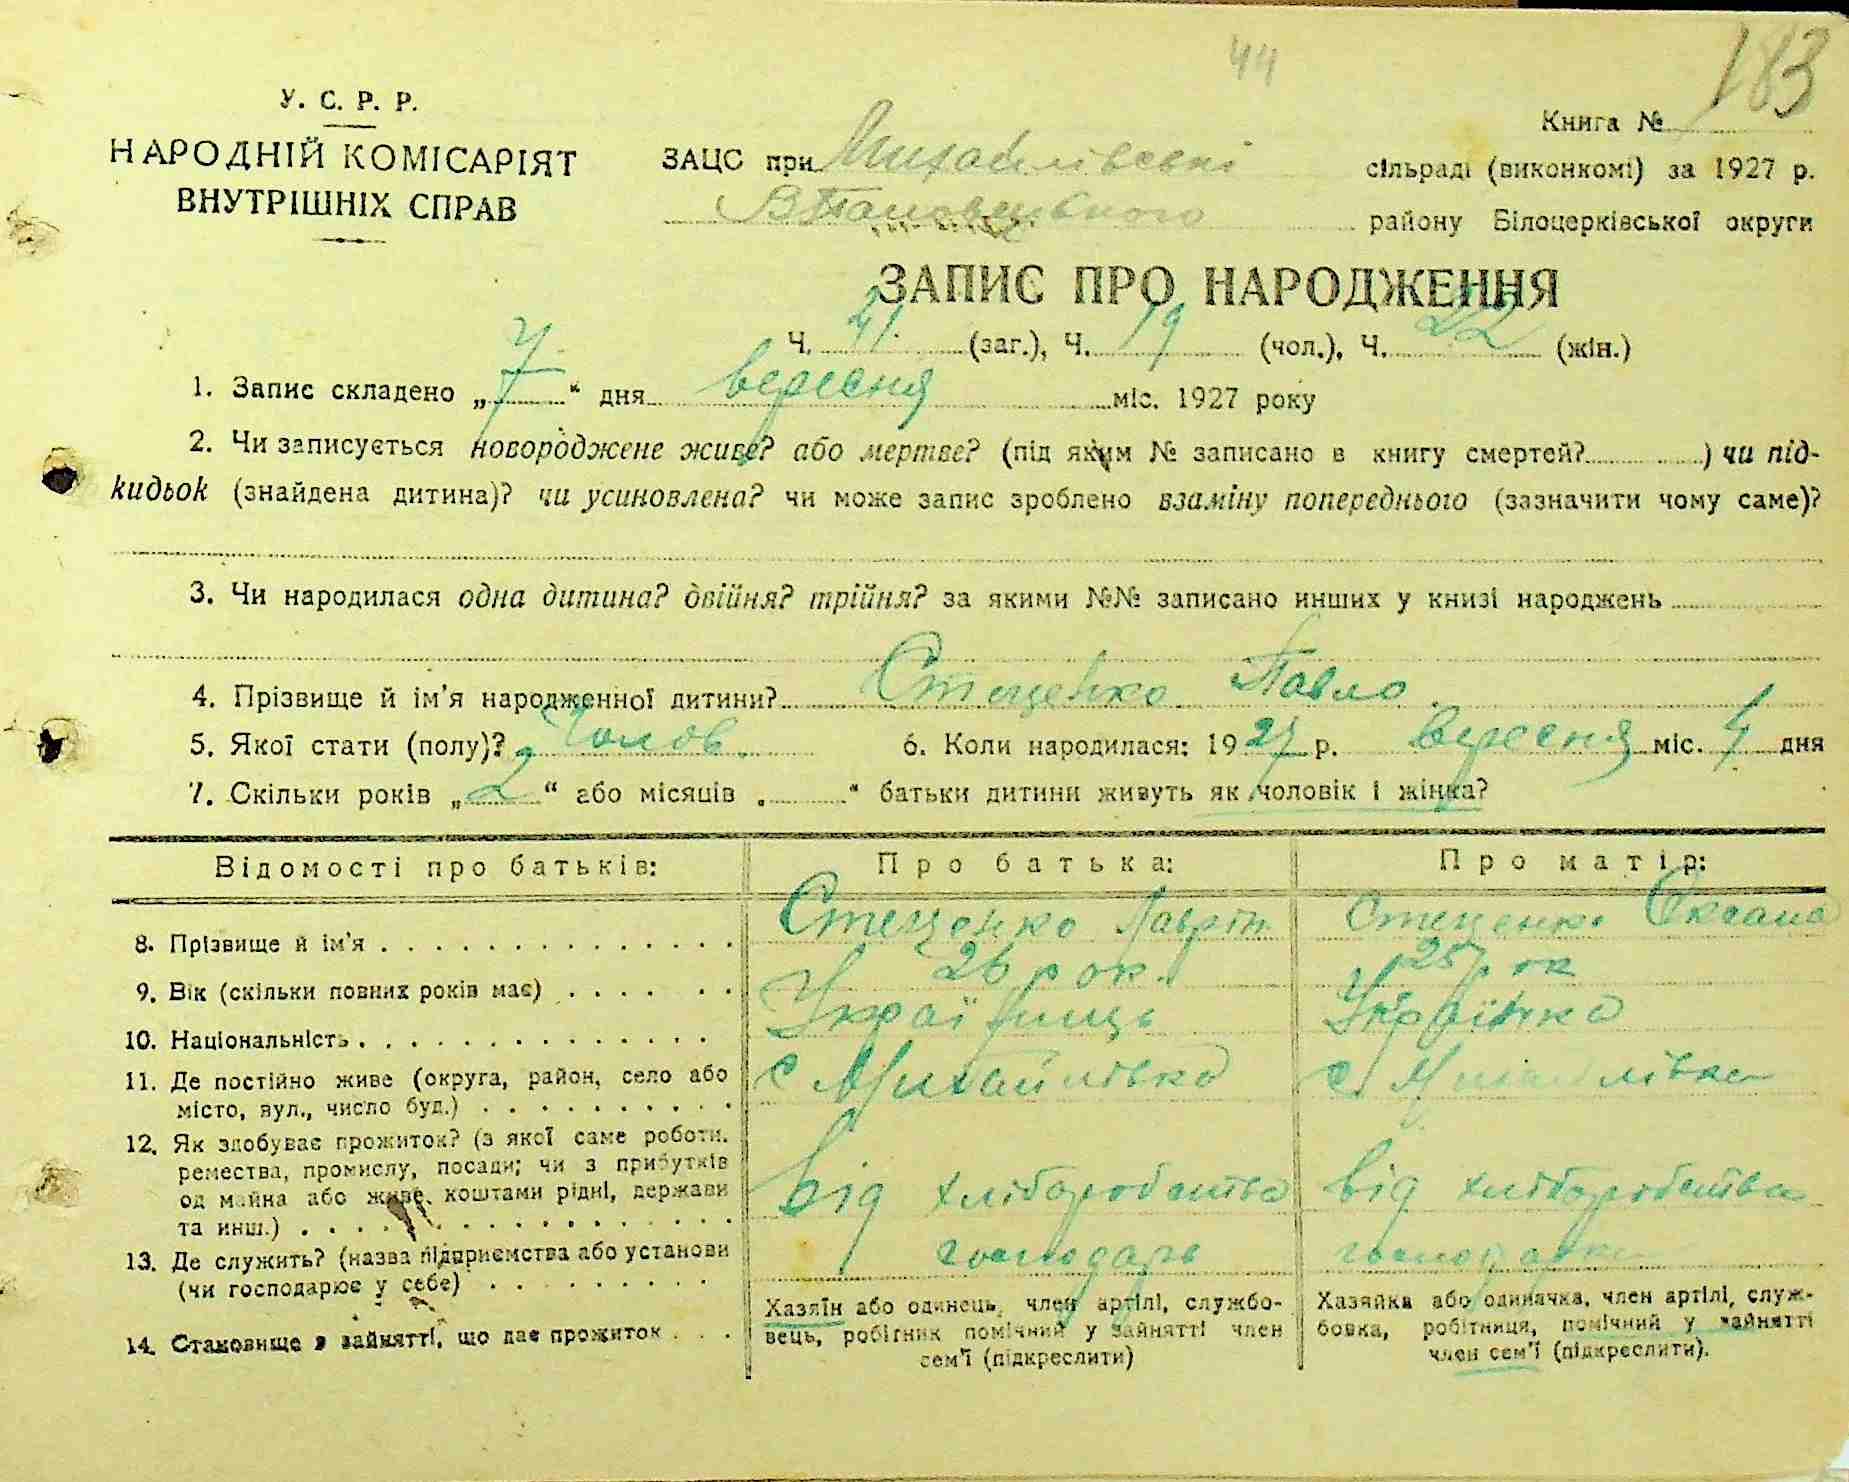 44
183
У. С. Р. Р.
НАРОДНІЙ КОМІСАРІЯТ
ВНУТРІШНІХ СПРАВ
Книга №
ЗАЦС при Михайлівські сільраді (виконкомі) за 1927 р.
району Білоцерківської округи
ЗАПИС ПРО НАРОДЖЕННЯ
Ч. 41. (заг.), Ч. 19 (чол.), Ч. 22 (жін.)
1. Запис складено „7“ дня вересня міс. 1927 року
2. Чи записується новороджене живе? або мертве? (під яким № записано в книгу смертей? ) чи під-
кидьок (знайдена дитина)? чи усиновлена? чи може запис зроблено взаміну попереднього (зазначити чому саме)?
3. Чи народилася одна дитина? двійня? трійня? за якими №№ записано инших у книзі народжень
4. Прізвище й ім'я народженної дитини? Стеценко Павло
5. Якої стати (полу)? Чолов. 6. Коли народилася: 1927 р. вересня міс. 4 дня
7. Скільки років „2“ або місяців „ “ батьки дитини живуть як чоловік і жінка?
Відомості про батьків: Про батька: Про матір:
8. Прізвище й ім'я Стеценко Лаврін Стеценко Оксана
9. Вік (скільки повних років має) 26 рок. 25 рок
10. Національність Українець Українка
11. Де постійно живе (округа, район, село або
місто, вул., число буд.) с Михайлівка с. Михайлівка
12. Як здобуває прожиток? (з якої саме роботи,
ремества, промислу, посади; чи з прибутків
од майна або живе коштами рідні, держави
та инш.) від хліборобства від хліборобства
13. Де служить? (назва підприємства або установи
(чи господарює у себе) господарь
14. Становище в зайнятті, що дає прожиток
Хазяїн або одинець, член артілі, службо-
вець, робітник помічний у зайнятті член
сем'ї (підкреслити)
Хазяйка або одиначка, член артілі, служ-
бовка, робітниця, помічний у зайнятті
член сем'ї (підкреслити).